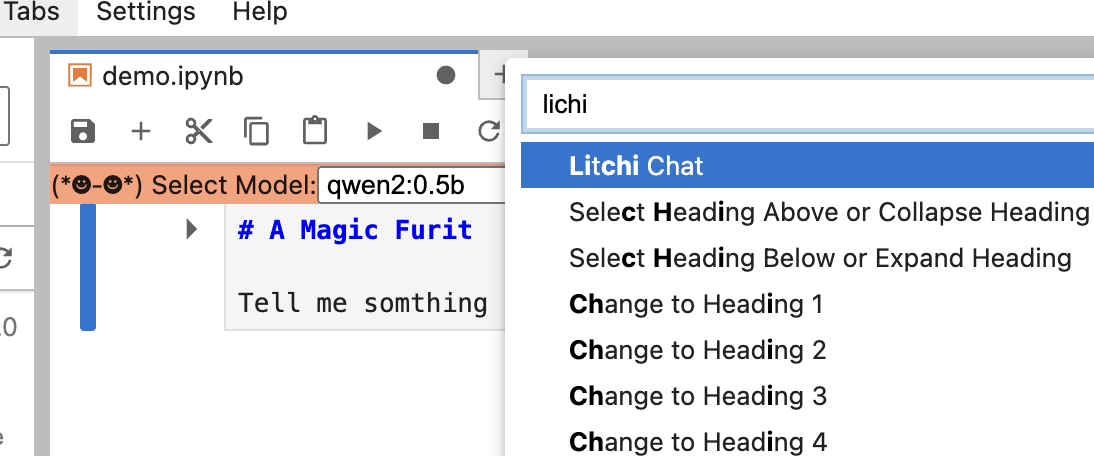 Tabs Settings Help
demo.ipynb
lichi
(*☻-☻*) Select Model: qwen2:0.5b
Litchi Chat
# A Magic Furit
Select Heading Above or Collapse Heading
Select Heading Below or Expand Heading
Tell me somthing
Change to Heading 1
.0
Change to Heading 2
Change to Heading 3
e
Change to Heading 4